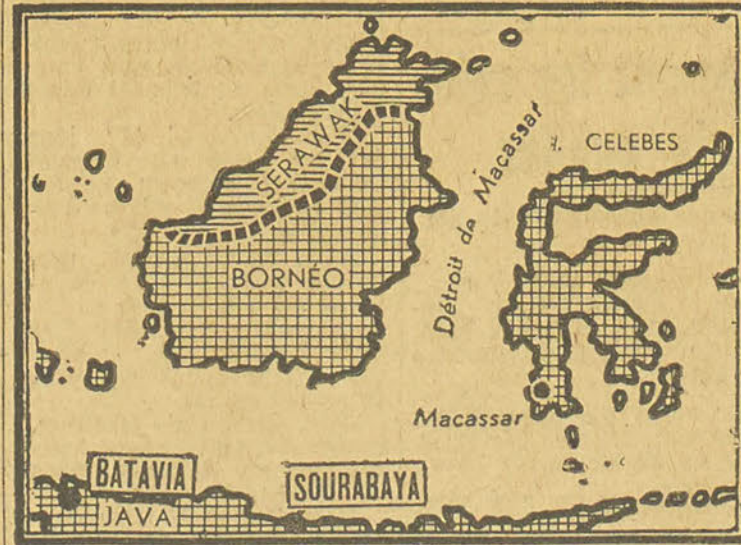 SERAWAK
BORNÉO
Détroit de Macassar
I. CELEBES
Macassar
BATAVIA
JAVA
SOURABAYA